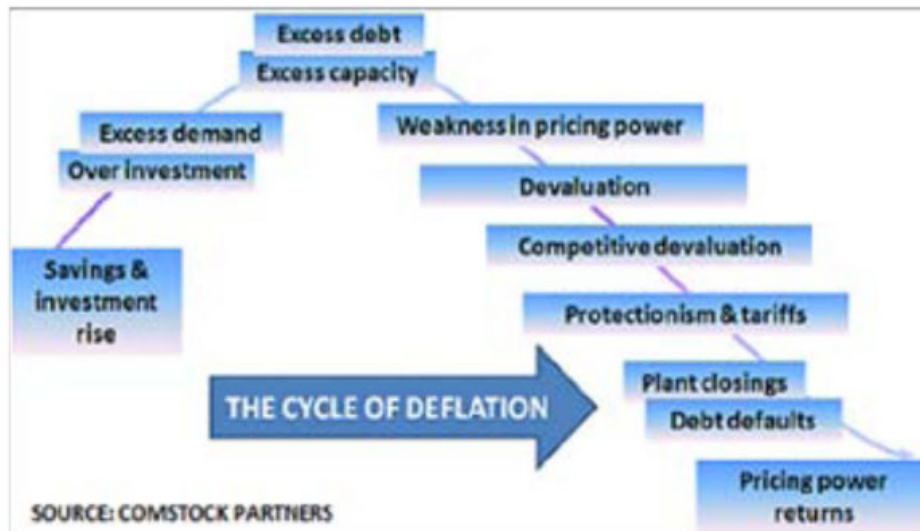 Excess debt
Excess capacity
Excess demand
Over investment
Savings &
investment
rise
Weakness in pricing power
Devaluation
Competitive devaluation
Protectionism & tariffs
Plant closings
Debt defaults
Pricing power
returns
THE CYCLE OF DEFLATION
SOURCE: COMSTOCK PARTNERS